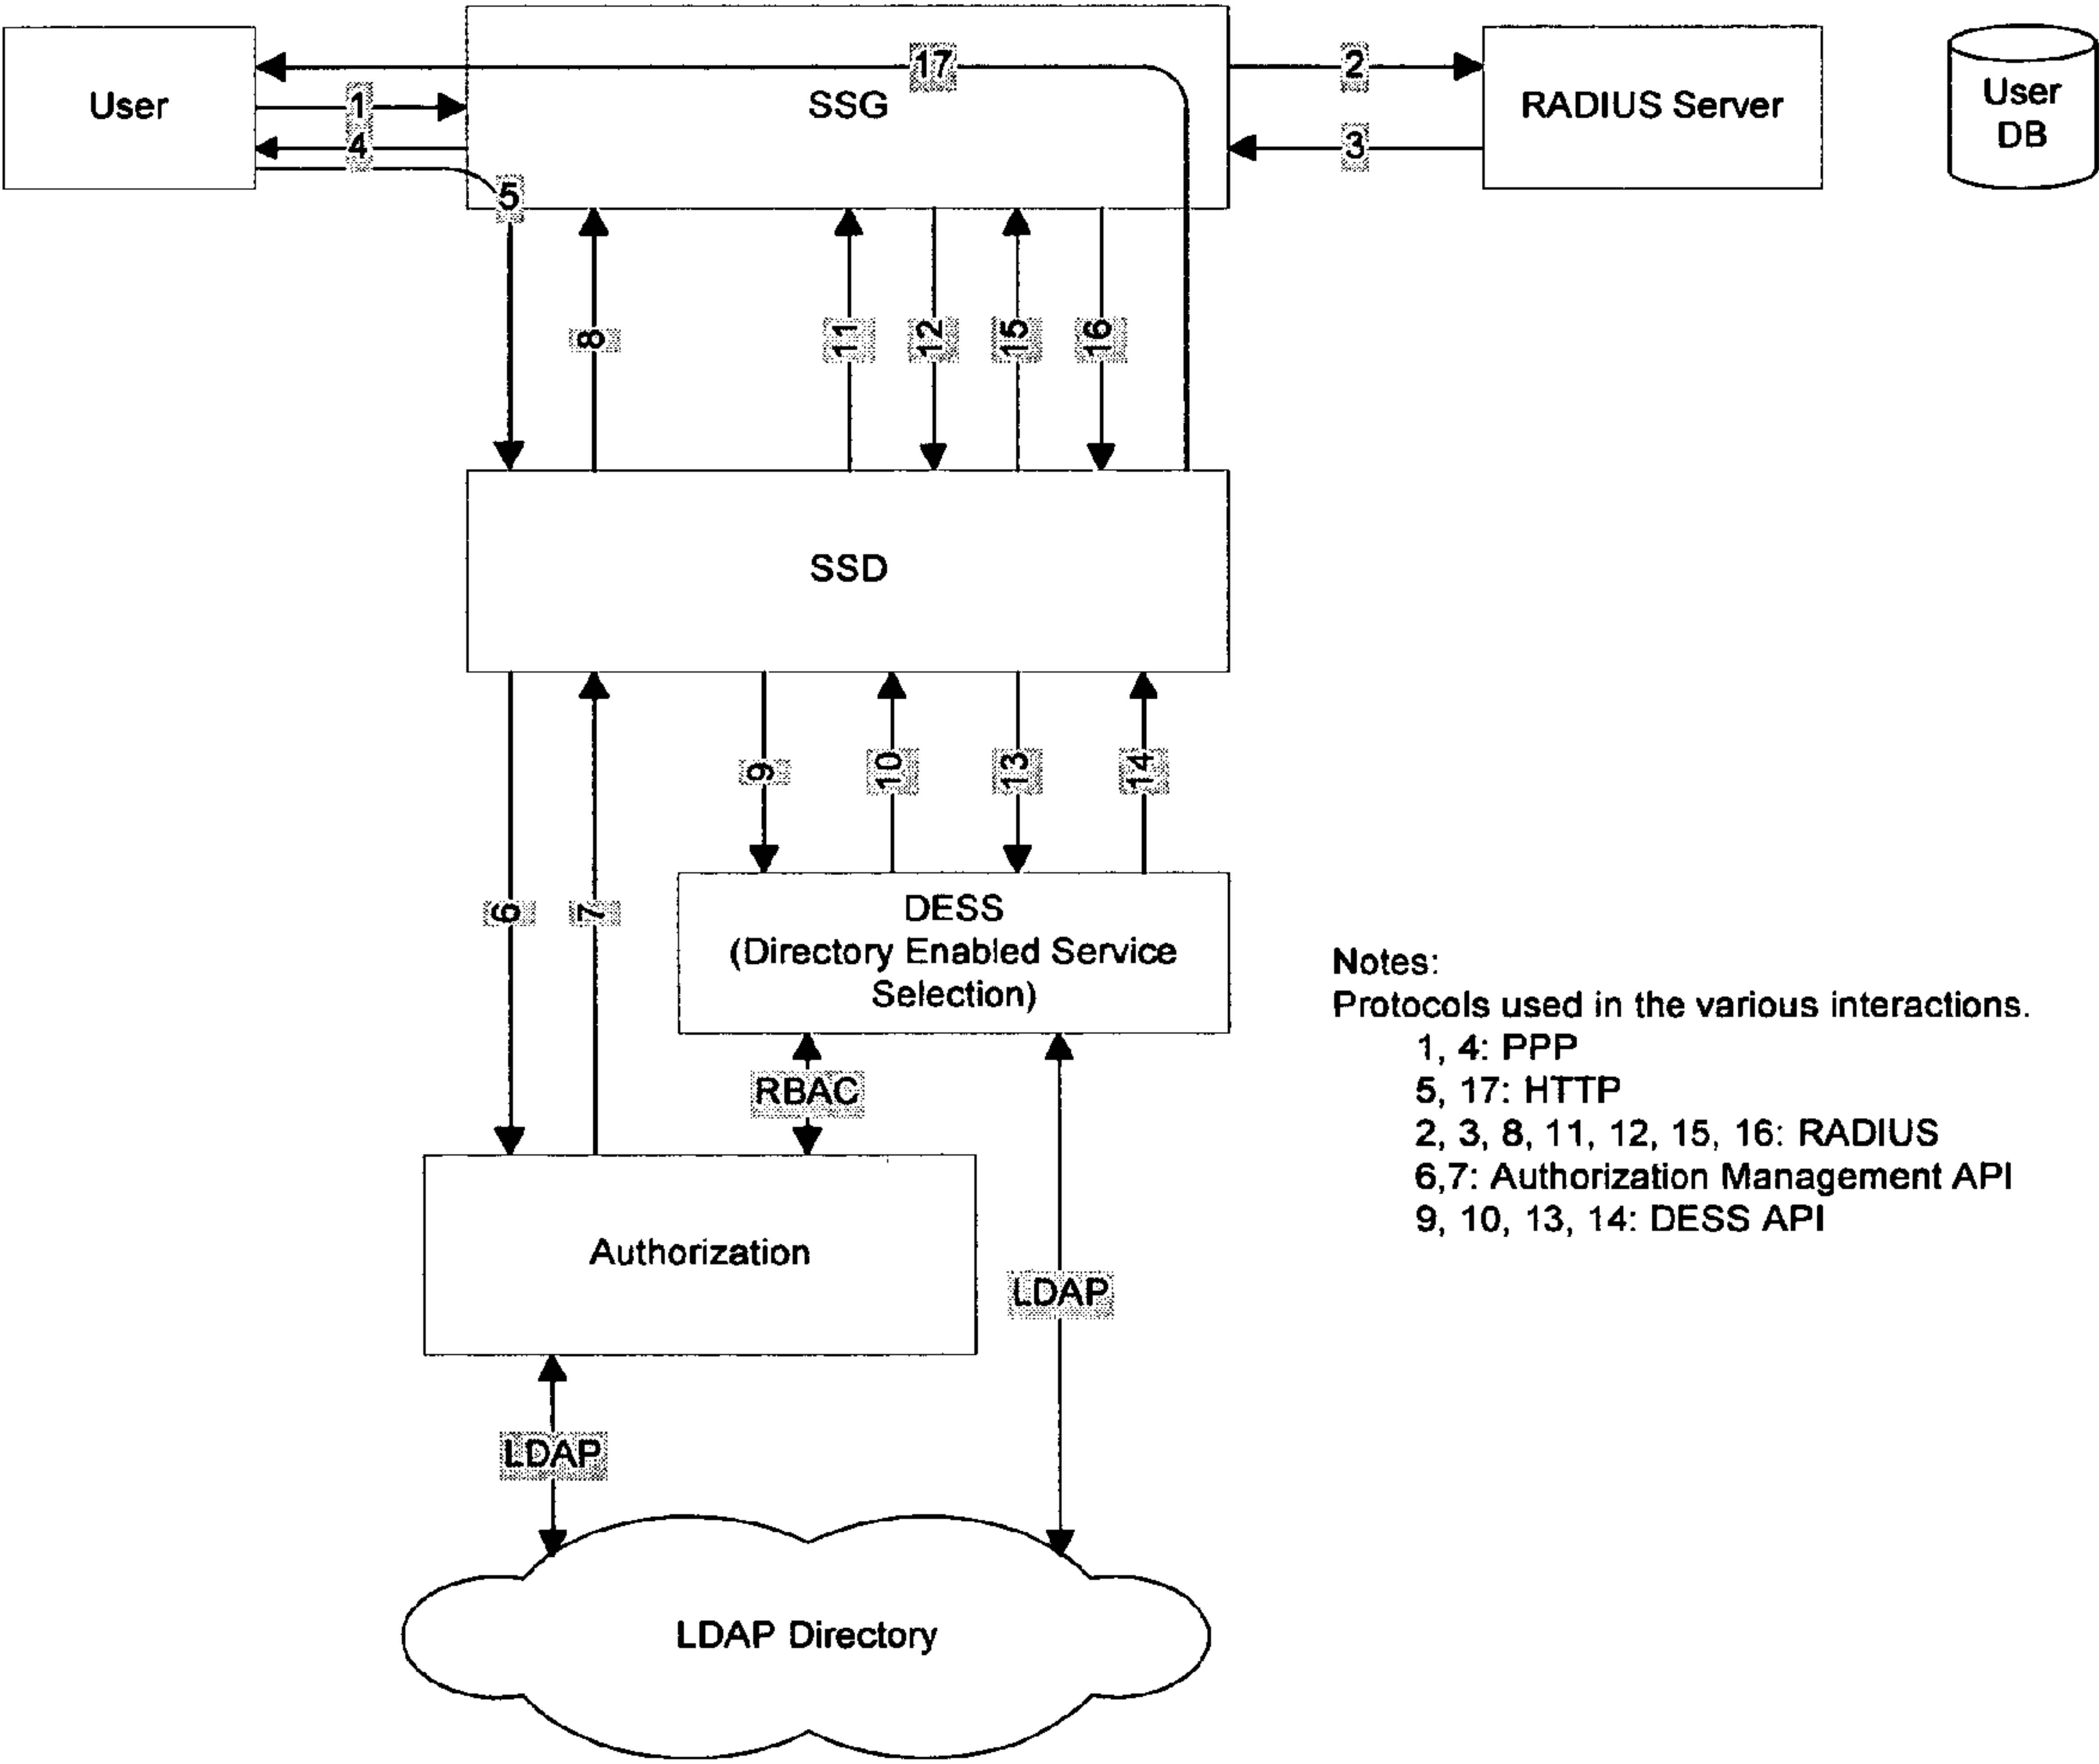 User
17
1
4
5
SSG
2
3
RADIUS Server
User
DB
8
11
12
15
16
SSD
6
7
9
10
13
14
DESS
(Directory Enabled Service
Selection)
RBAC
Authorization
LDAP
LDAP
LDAP Directory
Notes:
Protocols used in the various interactions.
1, 4: PPP
5, 17: HTTP
2, 3, 8, 11, 12, 15, 16: RADIUS
6,7: Authorization Management API
9, 10, 13, 14: DESS API